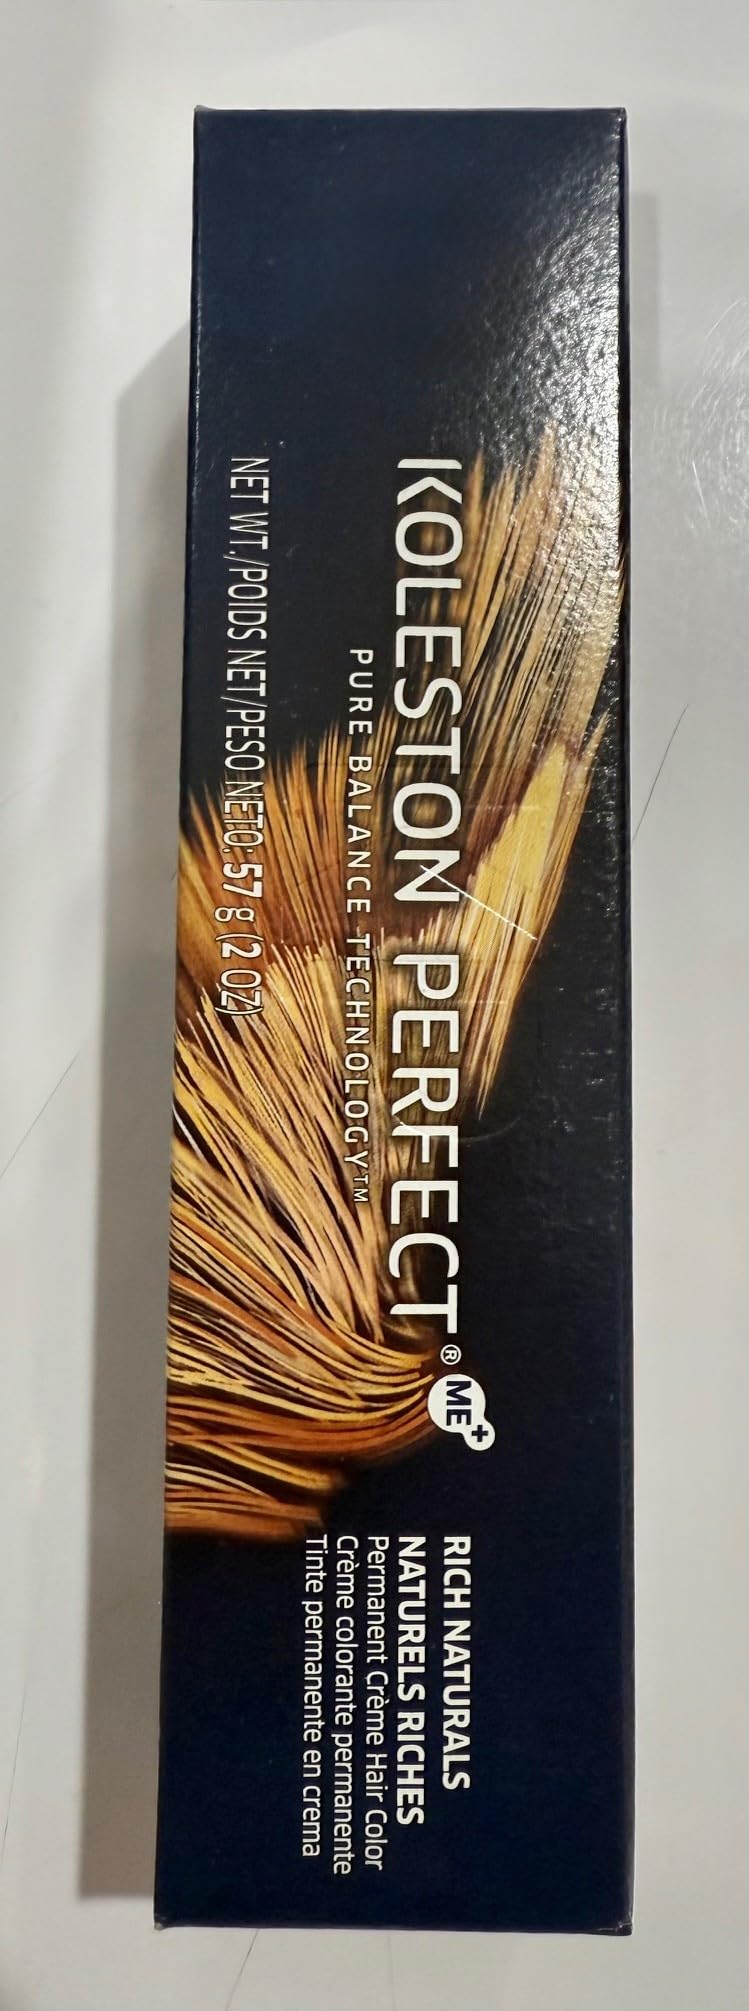 KOLESTON PERFECT® ME+
PURE BALANCE TECHNOLOGY™
NET WT./POIDS NET/PESO NETO: 57 g (2 OZ)
RICH NATURALS
NATURELS RICHES
Permanent Crème Hair Color
Crème colorante permanente
Tinte permanente en crema